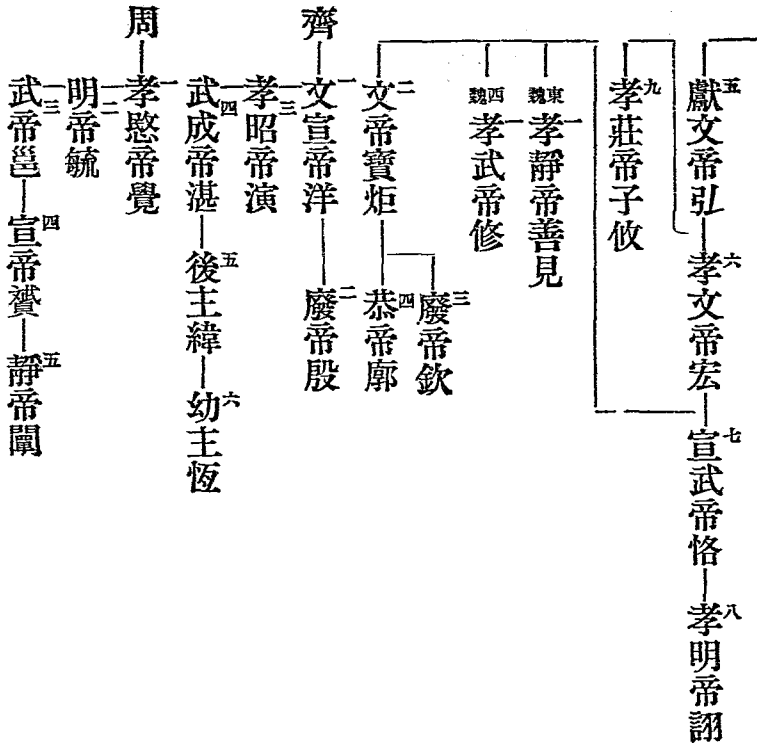 五獻文帝弘
六孝文帝宏
七宣武帝恪
八孝明帝詡
九孝莊帝子攸
東魏
一孝靜帝善見
西魏
一孝武帝修
二文帝寶炬
三廢帝欽
四恭帝廓
齊
一文宣帝洋
二廢帝殷
三孝昭帝演
四武成帝湛
五後主緯
六幼主恆
周
一孝愍帝覺
二明帝毓
三武帝邕
四宣帝贇
五靜帝闡